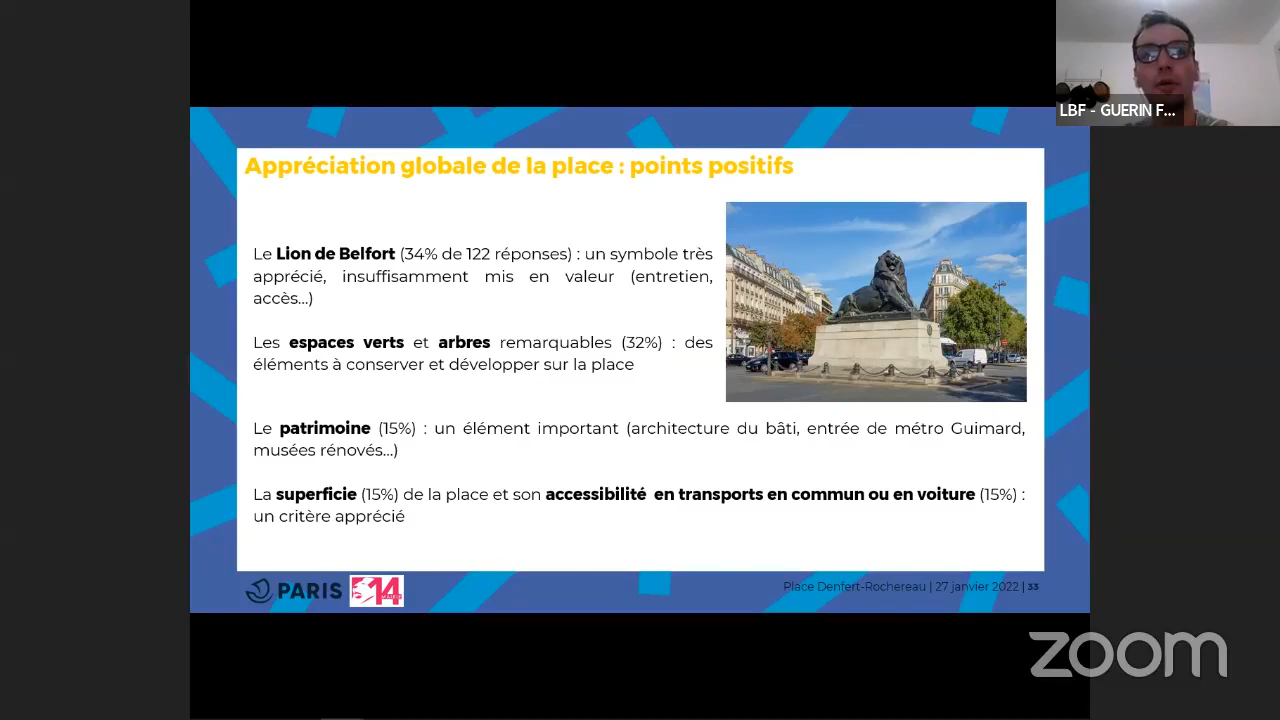 LBF - GUERIN F...
Appréciation globale de la place : points positifs
Le Lion de Belfort (34% de 122 réponses) : un symbole très
apprécié, insuffisamment mis en valeur (entretien,
accès...)
Les espaces verts et arbres remarquables (32%) : des
éléments à conserver et développer sur la place
Le patrimoine (15%) : un élément important (architecture du bâti, entrée de métro Guimard,
musées rénovés...)
La superficie (15%) de la place et son accessibilité en transports en commun ou en voiture (15%) :
un critère apprécié
PARIS
14
Place Denfert-Rochereau | 27 janvier 2022 | 33
zoom